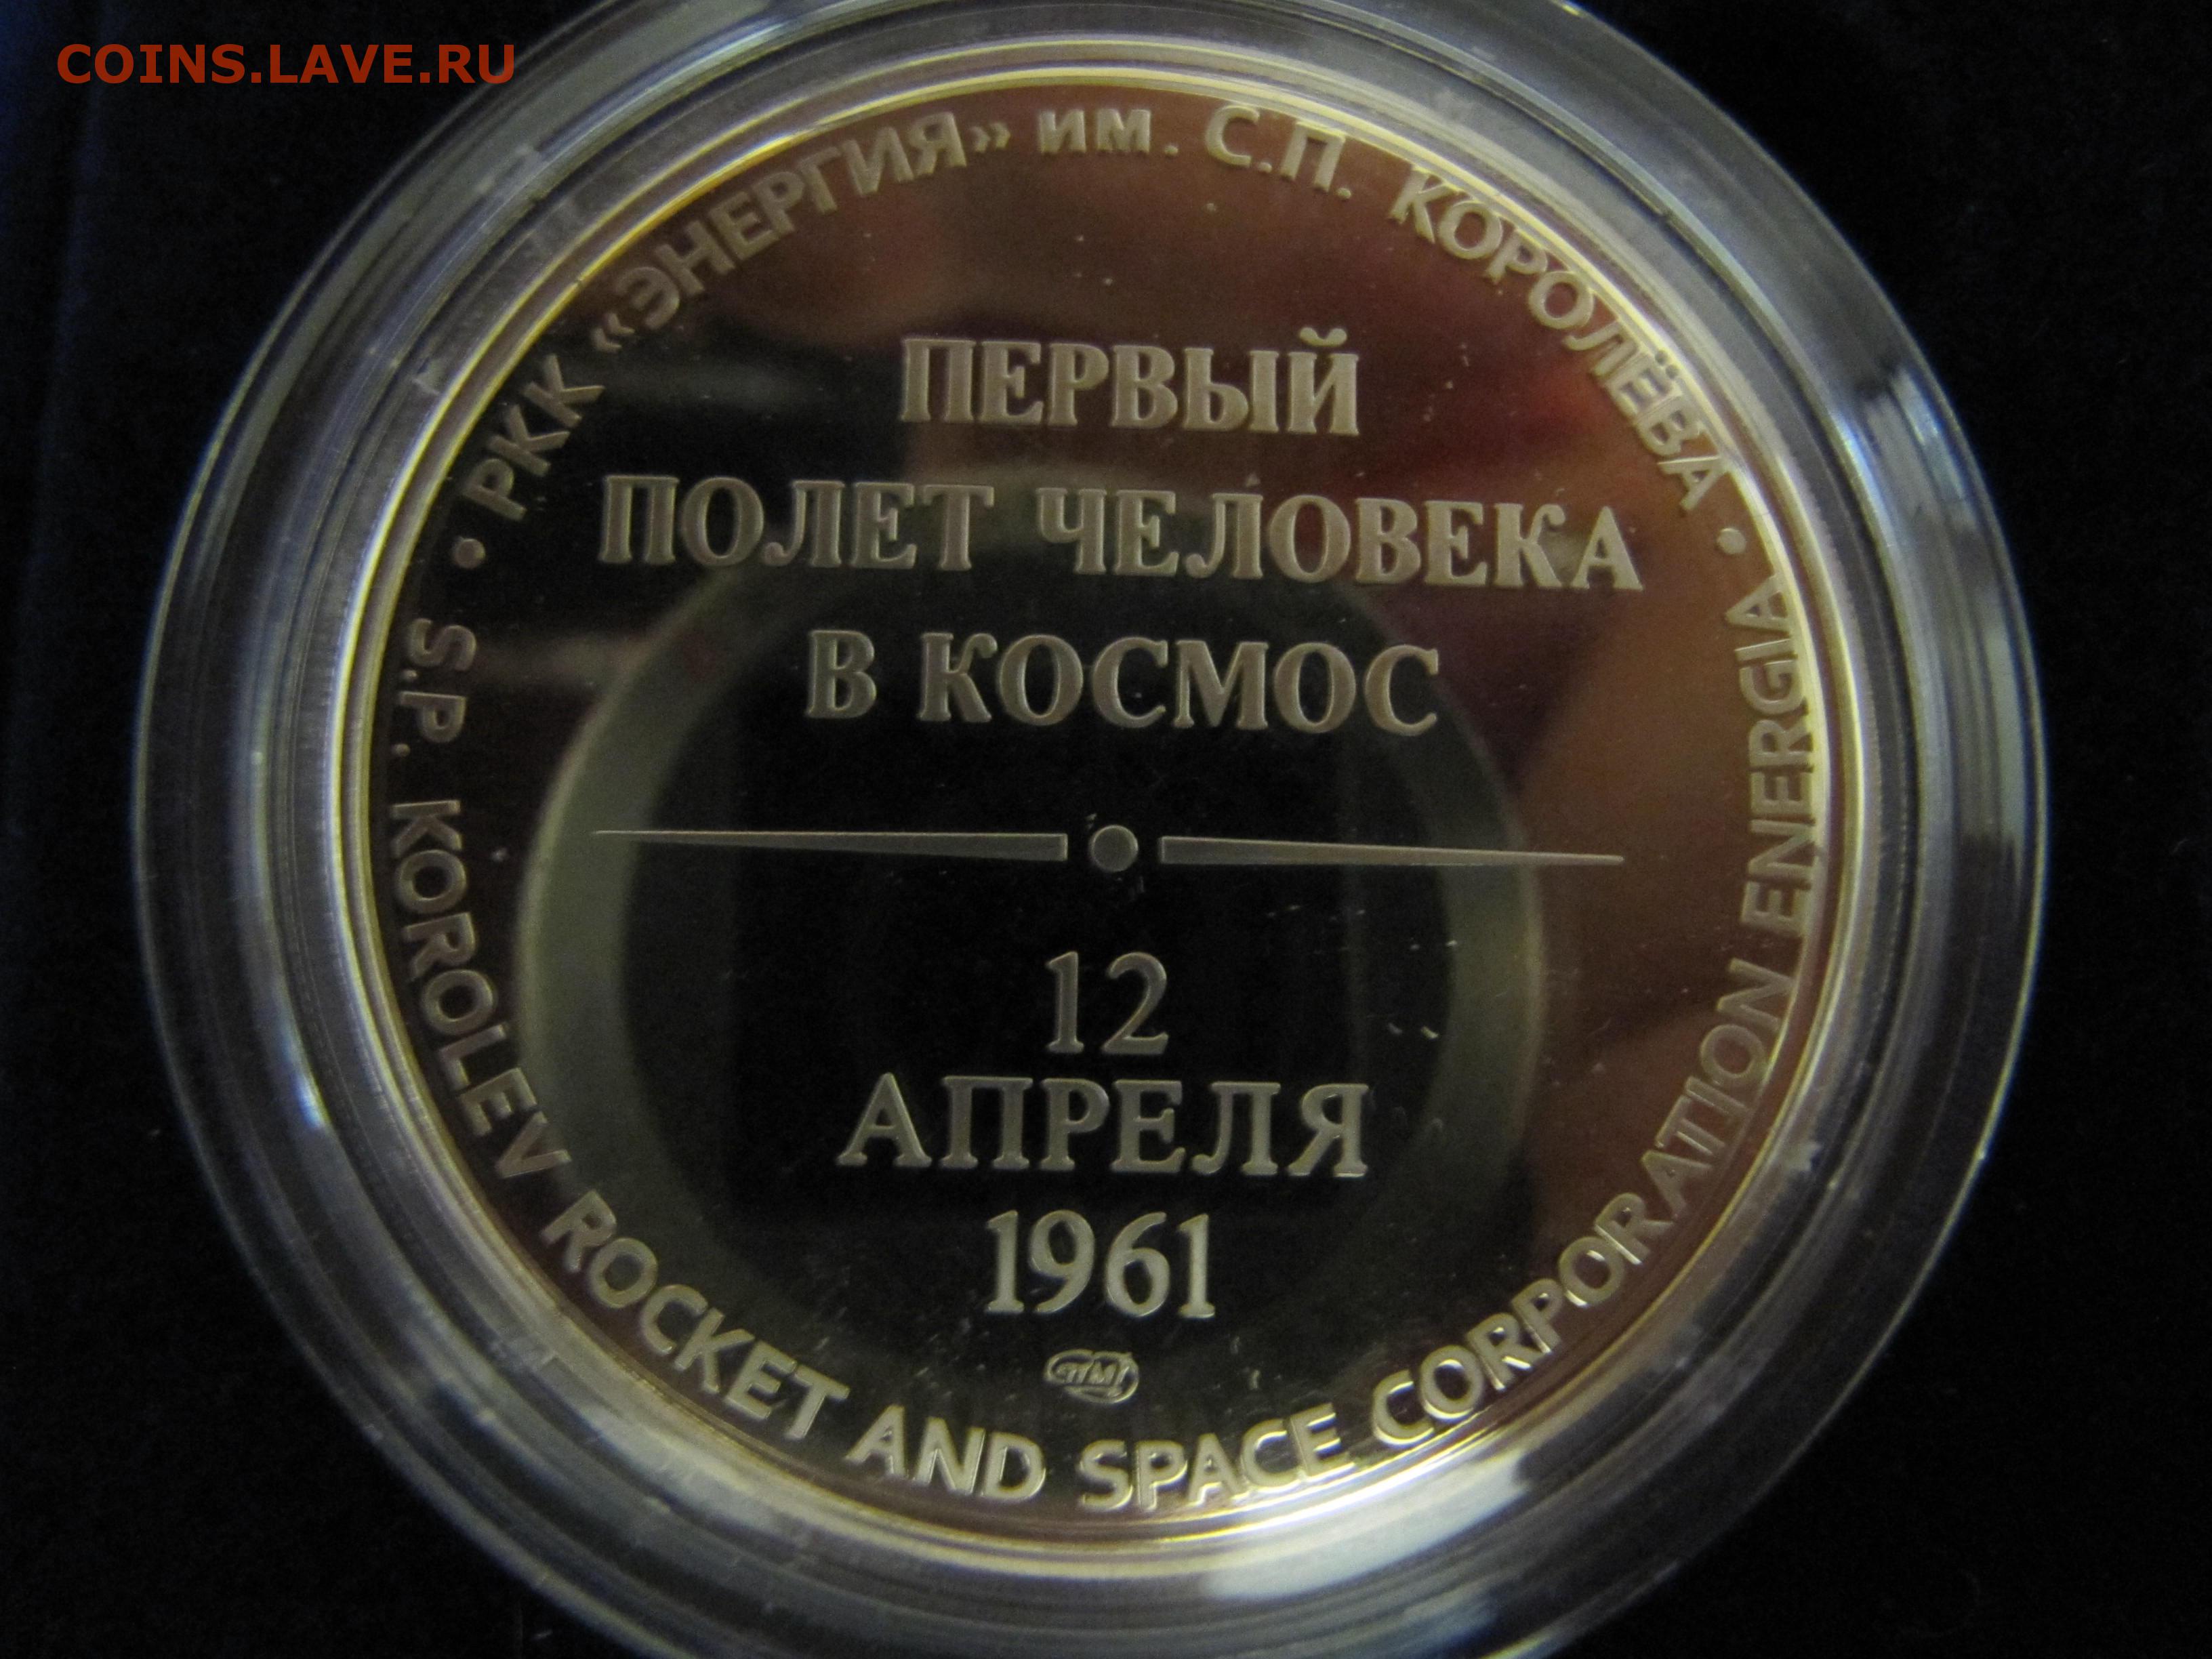 COINS.LAVE.RU
• РКК «ЭНЕРГИЯ» им. С.П. КОРОЛЁВА •
ПЕРВЫЙ
ПОЛЕТ ЧЕЛОВЕКА
В КОСМОС
12
АПРЕЛЯ
1961
S.P. KOROLEV ROCKET AND SPACE CORPORATION ENERGIA